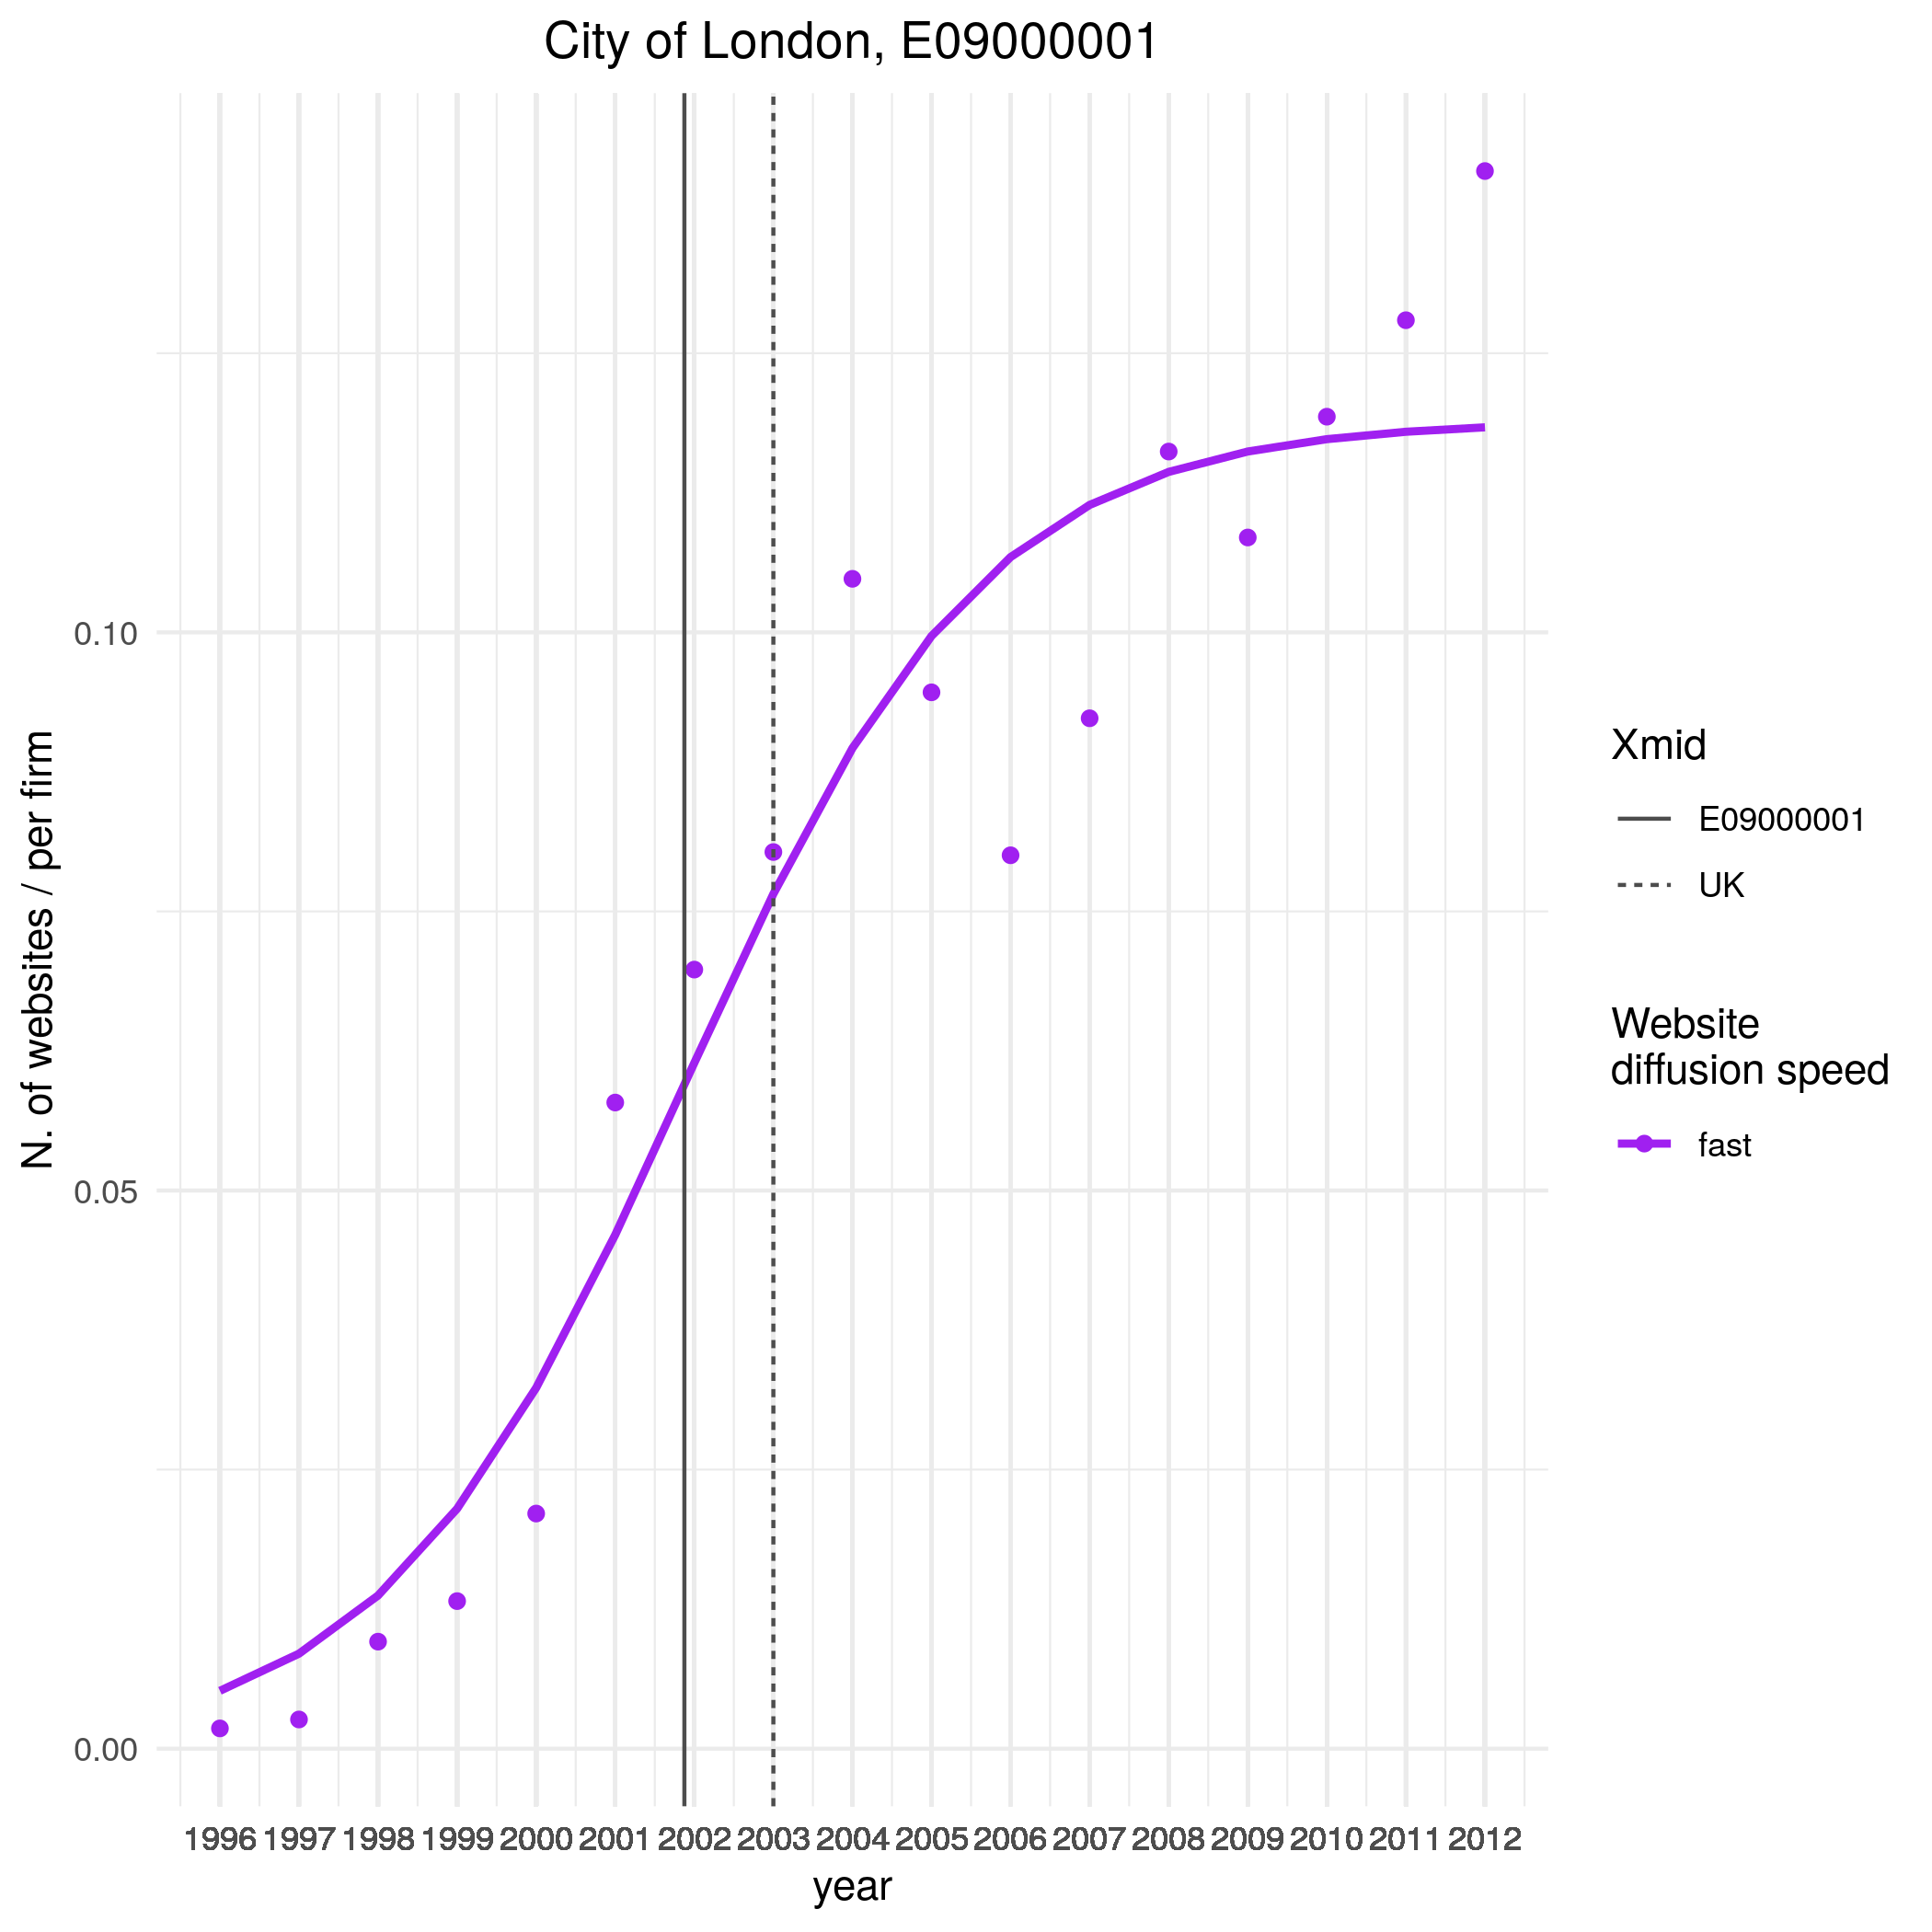 City of London, E09000001
N. of websites / per firm
0.10
0.05
0.00
1996 1997 1998 1999 2000 2001 2002 2003 2004 2005 2006 2007 2008 2009 2010 2011 2012
year
Xmid
E09000001
UK
Website
diffusion speed
fast